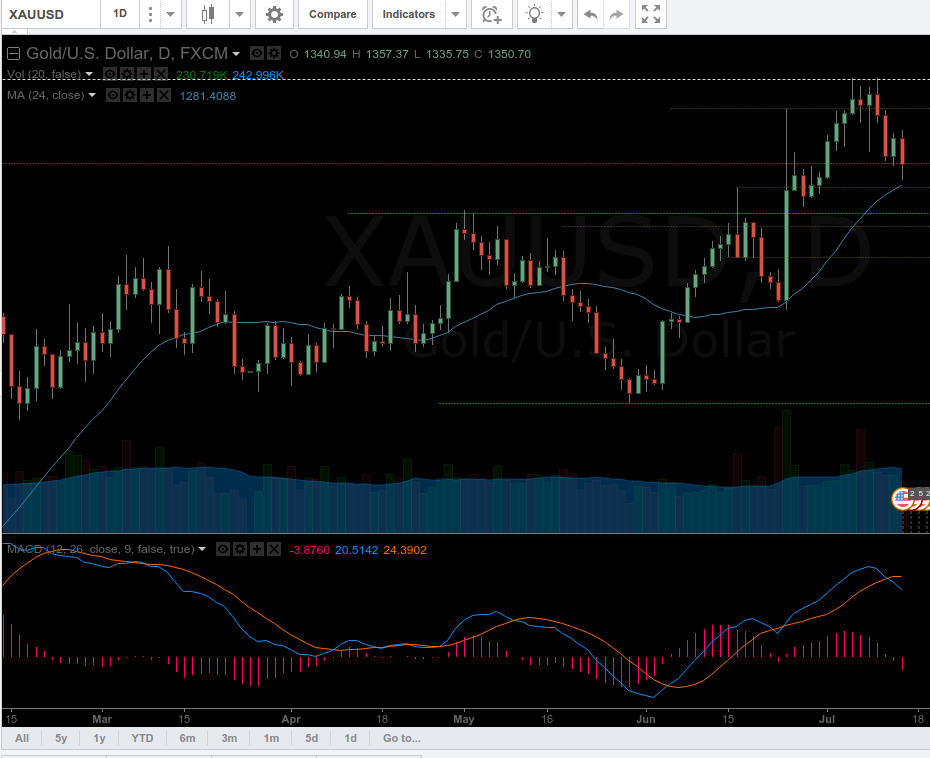 XAUUSD 1D Compare Indicators
Gold/U.S. Dollar, D, FXCM O 1340.94 H 1357.37 L 1335.75 C 1350.70
Vol (20, false) 230.719K 242.996K
MA (24, close) 1281.4088
XAUUSD, D
Gold/U.S. Dollar
2 5 2
MACD (12, 26, close, 9, false, true) -3.8760 20.5142 24.3902
15 Mar 15 Apr 18 May 16 Jun 15 Jul 18
All 5y 1y YTD 6m 3m 1m 5d 1d Go to...